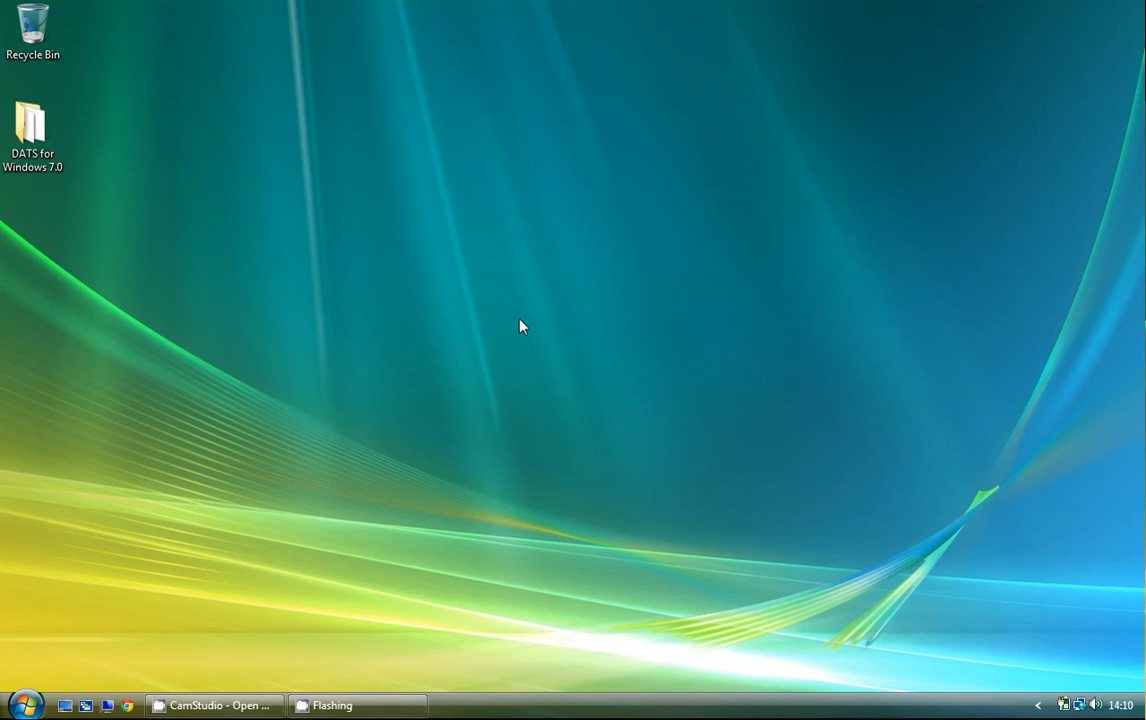 Recycle Bin
DATS for
Windows 7.0
CamStudio - Open ...
Flashing
14:10